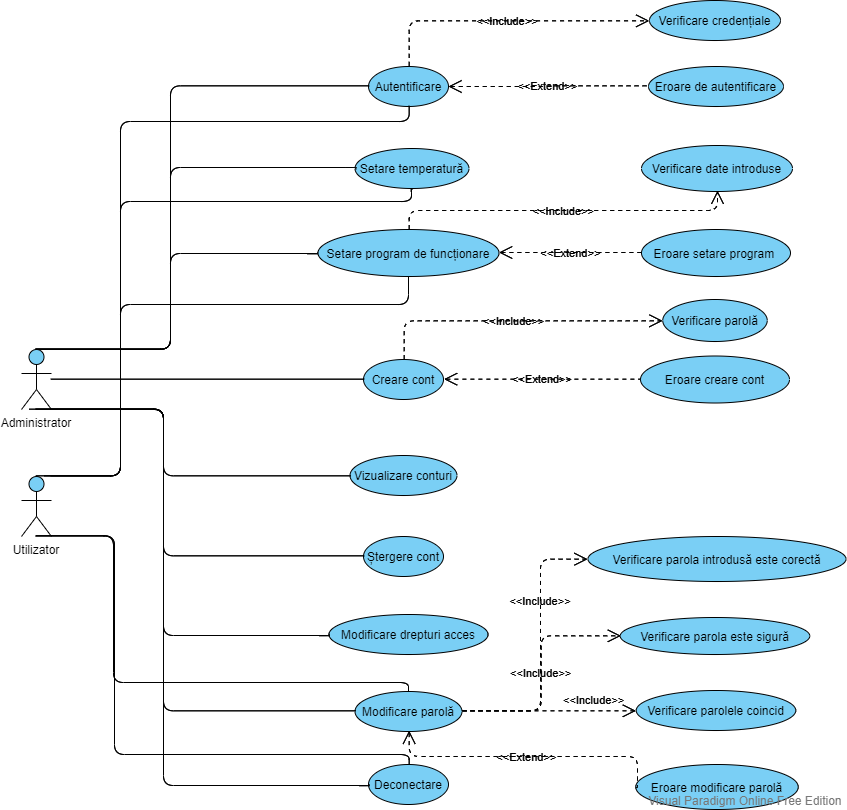 <<Include>>
Verificare credențiale
Autentificare
<<Extend>>
Eroare de autentificare
Setare temperatură
Verificare date introduse
<<Include>>
Setare program de funcționare
<<Extend>>
Eroare setare program
<<Include>>
Verificare parolă
Creare cont
<<Extend>>
Eroare creare cont
Administrator
Vizualizare conturi
Utilizator
Ștergere cont
Verificare parola introdusă este corectă
<<Include>>
Modificare drepturi acces
Verificare parola este sigură
<<Include>>
<<Include>>
Modificare parolă
Verificare parolele coincid
<<Extend>>
Deconectare
Eroare modificare parolă
Visual Paradigm Online Free Edition